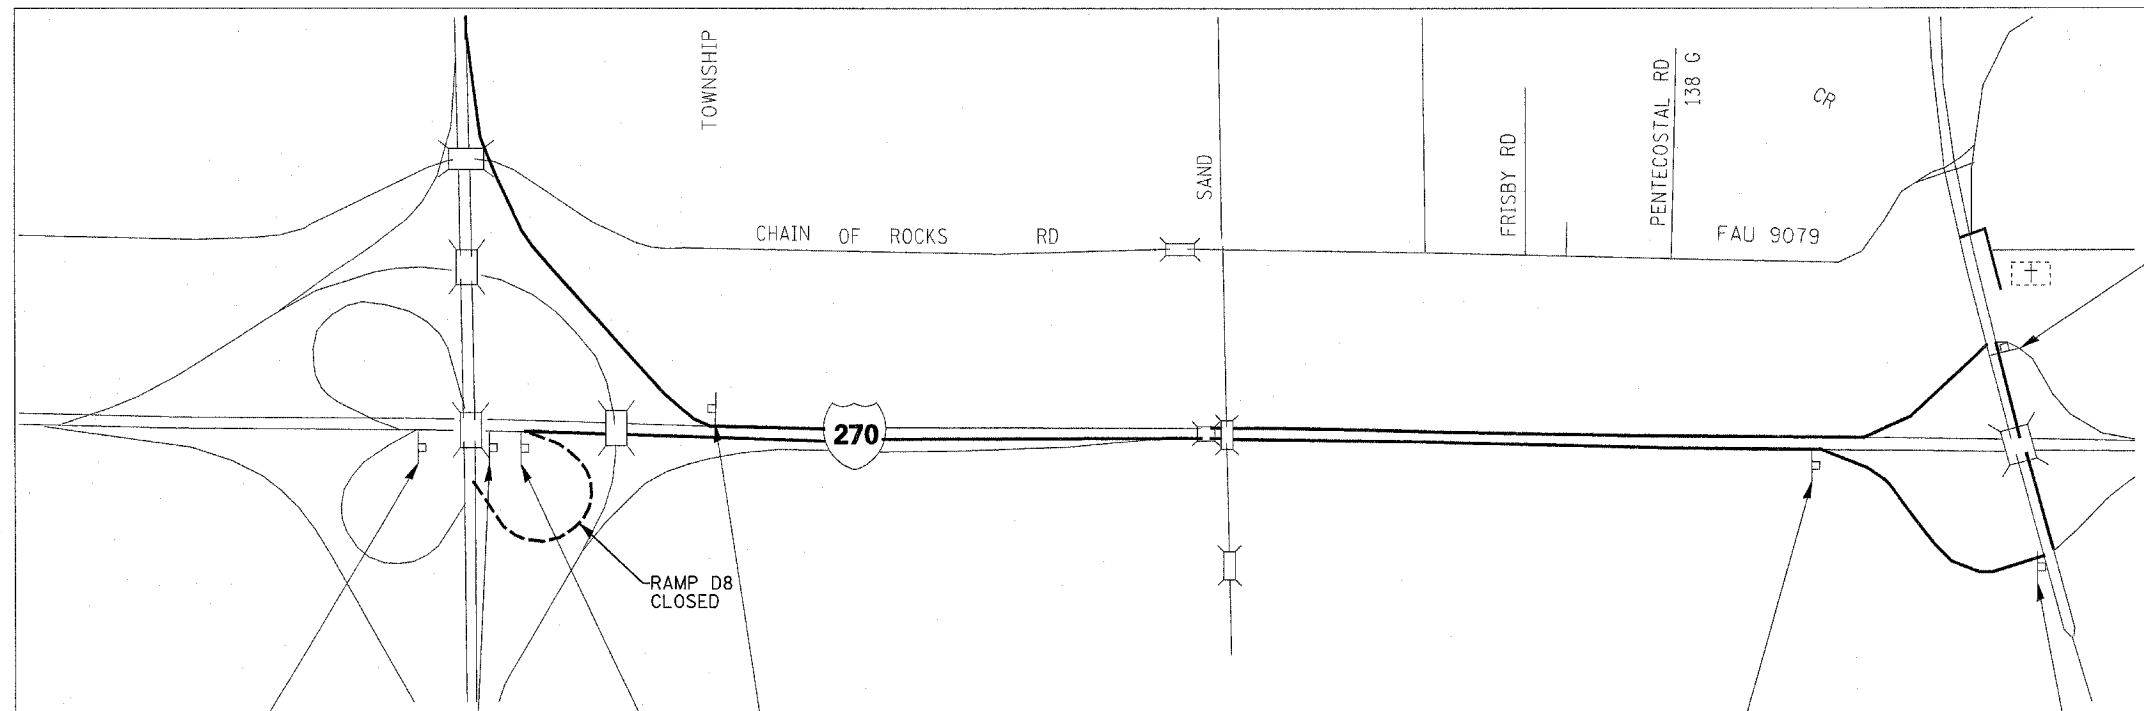 TOWNSHIP
SAND
FRISBY RD
PENTECOSTAL RD
138 G
CR
CHAIN OF ROCKS RD
FAU 9079
270
RAMP D8
CLOSED